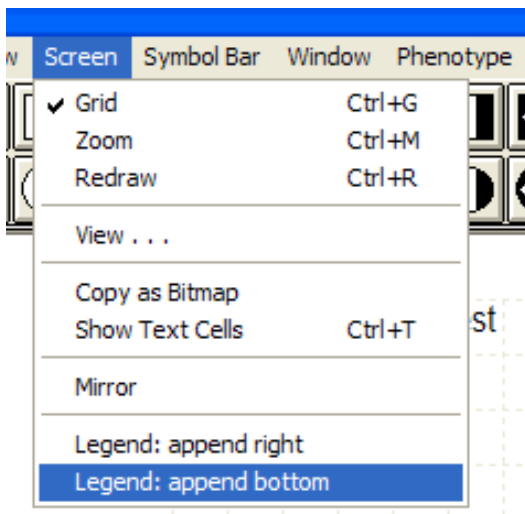 Screen Symbol Bar Window Phenotype
Grid Ctrl+G
Zoom Ctrl+M
Redraw Ctrl+R
View . . .
Copy as Bitmap
Show Text Cells Ctrl+T
Mirror
Legend: append right
Legend: append bottom